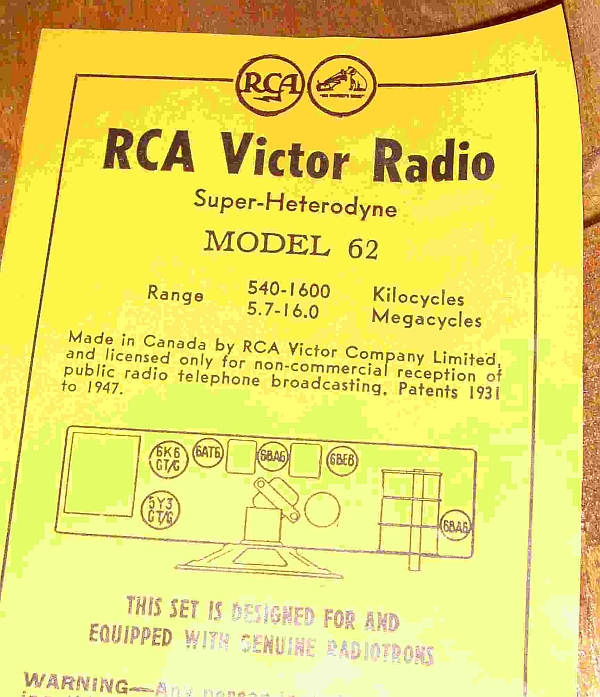 RCA
RCA Victor Radio
Super-Heterodyne
MODEL 62
Range 540-1600 Kilocycles
5.7-16.0 Megacycles
Made in Canada by RCA Victor Company Limited,
and licensed only for non-commercial reception of
public radio telephone broadcasting. Patents 1931
to 1947.
6K6 GT/G 6AT6 6BA6 6BE6
5Y3 GT/G
6BA6
THIS SET IS DESIGNED FOR AND
EQUIPPED WITH GENUINE RADIOTRONS
WARNING—Any person